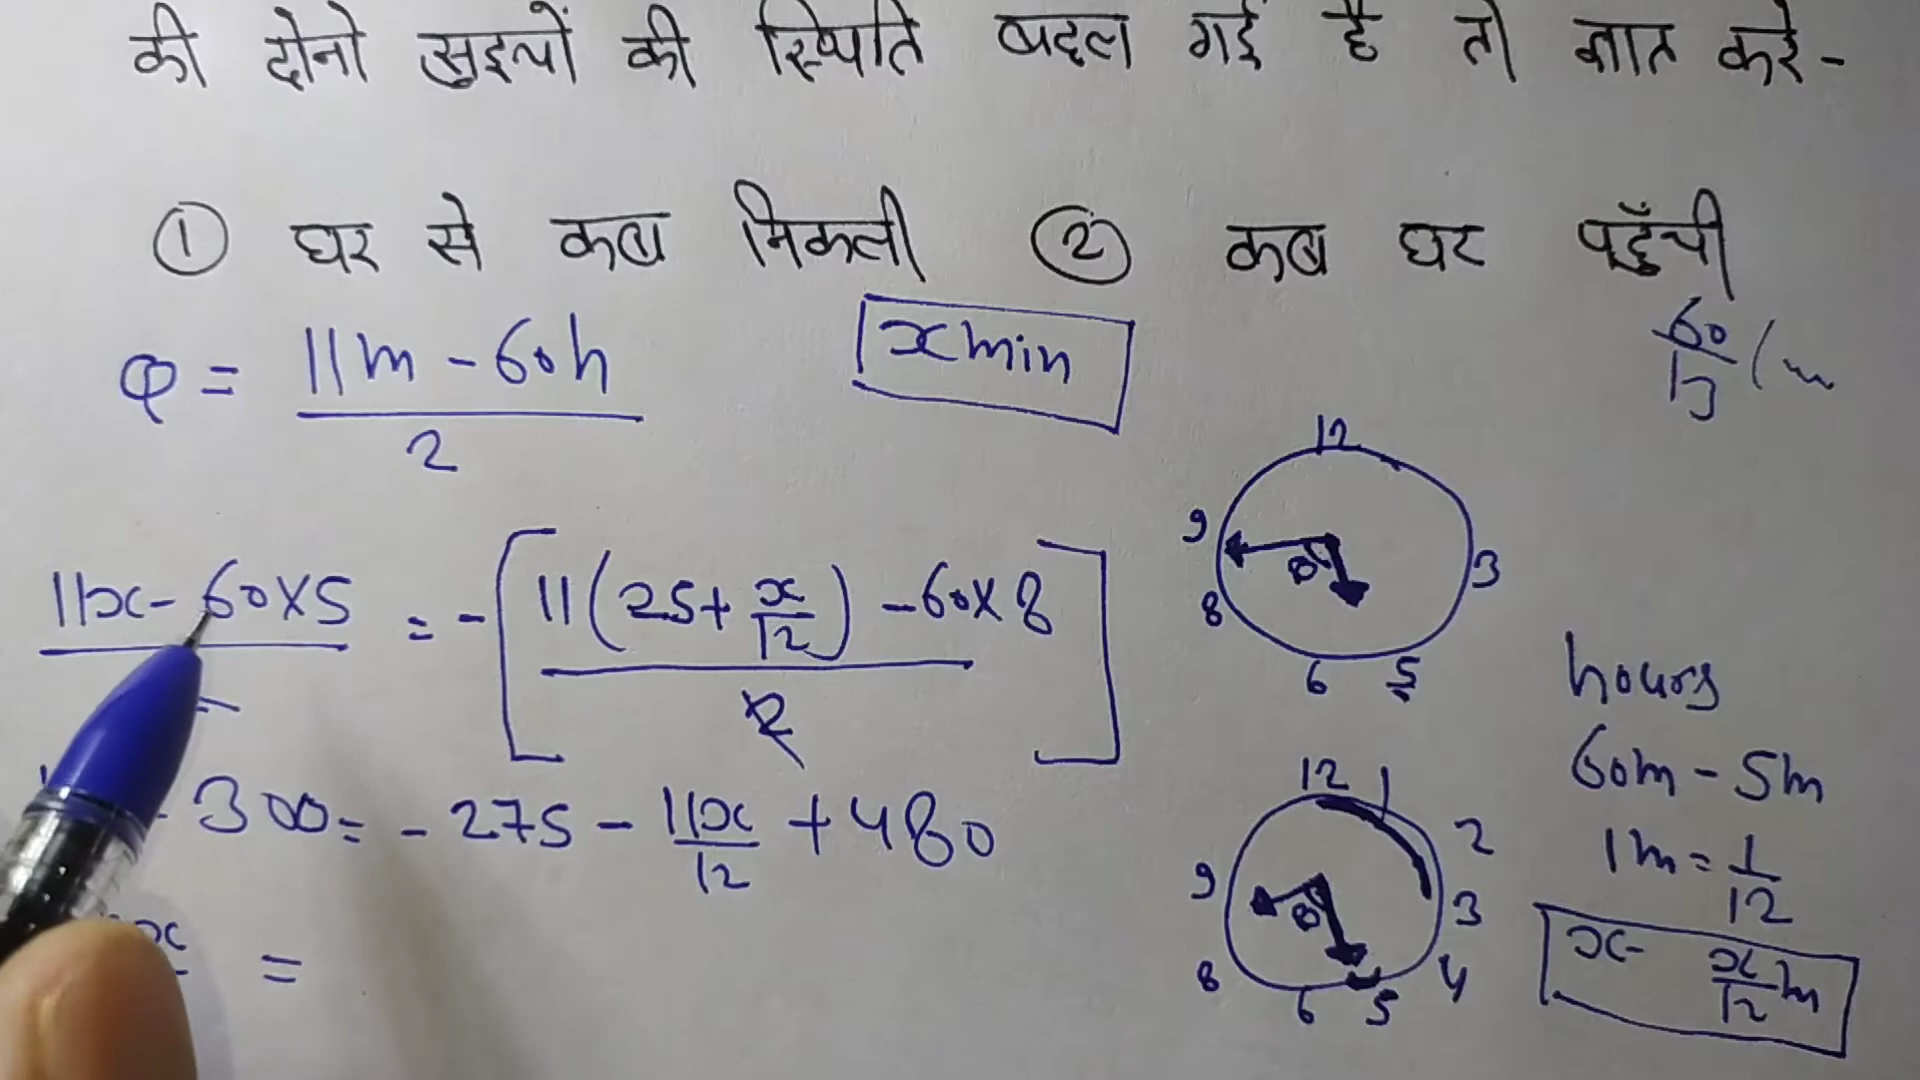 की दोनो सुइयों की स्थिति बदल गई है तो ज्ञात करे-
① घर से कब निकली ② कब घर पहुँची
φ = 11m - 60h / 2
x min
60/13 (
11x - 60×5 = -[ 11(25 + x/12) - 60×8 / 2 ]
- 300 = - 275 - 11x/12 + 480
=
12
9
3
8
6
5
θ
12
1
2
9
3
8
4
6
5
θ
hours
60m - 5m
1m = 1/12
x - x/12 m